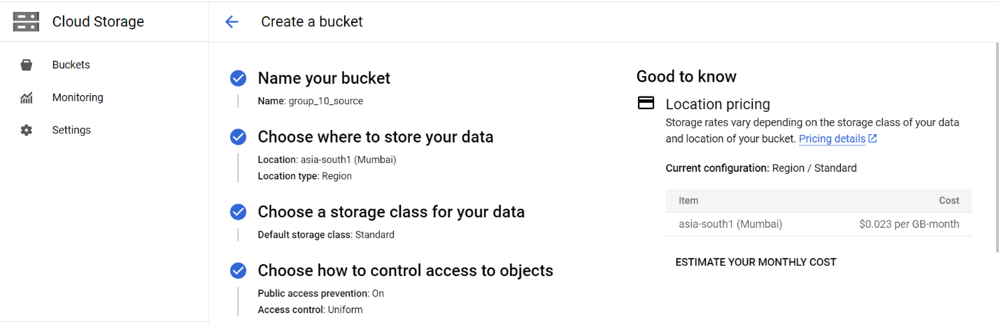 Cloud Storage
Create a bucket
Buckets
Monitoring
Settings
Name your bucket
Name: group_10_source
Choose where to store your data
Location: asia-south1 (Mumbai)
Location type: Region
Choose a storage class for your data
Default storage class: Standard
Choose how to control access to objects
Public access prevention: On
Access control: Uniform
Good to know
Location pricing
Storage rates vary depending on the storage class of your data
and location of your bucket. Pricing details
Current configuration: Region / Standard
Item Cost
asia-south1 (Mumbai) $0.023 per GB-month
ESTIMATE YOUR MONTHLY COST